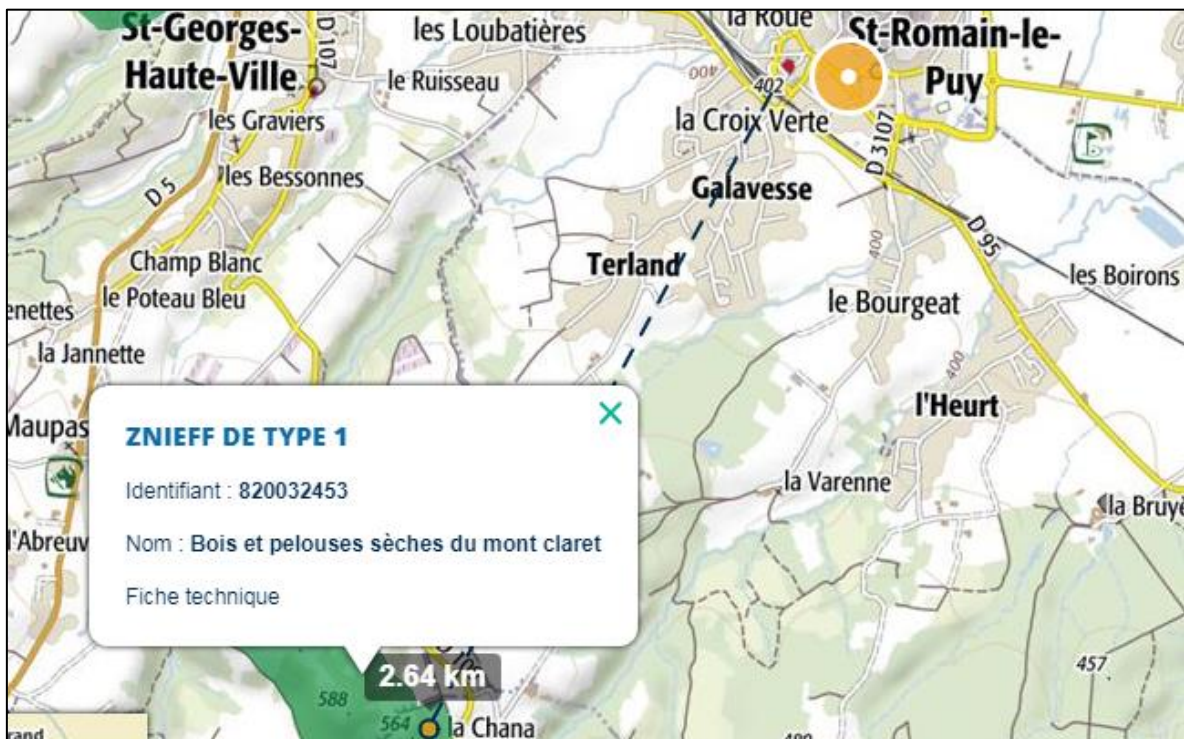 St-Georges-
Haute-Ville
D 107
les Loubatières
la Roue
St-Romain-le-
Puy
le Ruisseau
400
402
les Graviers
la Croix Verte
D 3107
D 5
les Bessonnes
Galavesse
D 95
Champ Blanc
Terland
400
les Boirons
le Poteau Bleu
le Bourgeat
la Jannette
400
l'Heurt
Maupas
ZNIEFF DE TYPE 1
Identifiant : 820032453
Nom : Bois et pelouses sèches du mont claret
Fiche technique
la Varenne
2.64 km
457
588
564
la Chana